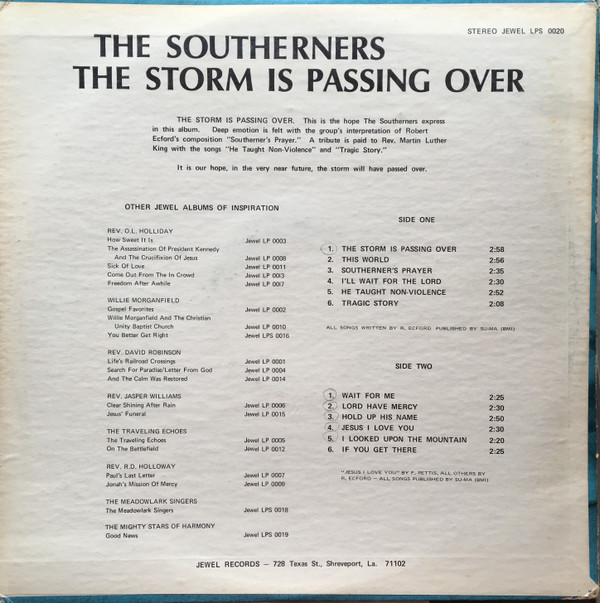 STEREO JEWEL LPS 0020
THE SOUTHERNERS
THE STORM IS PASSING OVER
THE STORM IS PASSING OVER. This is the hope The Southerners express
in this album. Deep emotion is felt with the group's interpretation of Robert
Ecford's composition "Southerner's Prayer." A tribute is paid to Rev. Martin Luther
King with the songs "He Taught Non-Violence" and "Tragic Story."
It is our hope, in the very near future, the storm will have passed over.
OTHER JEWEL ALBUMS OF INSPIRATION
REV. O.L. HOLLIDAY
How Sweet It Is Jewel LP 0003
The Assassination Of President Kennedy
And The Crucifixion Of Jesus Jewel LP 0008
Sick Of Love Jewel LP 0011
Come Out From The In Crowd Jewel LP 00I3
Freedom After Awhile Jewel LP 00I7
WILLIE MORGANFIELD
Gospel Favorites Jewel LP 0002
Willie Morganfield And The Christian
Unity Baptist Church Jewel LP 0010
You Better Get Right Jewel LPS 0016
REV. DAVID ROBINSON
Life's Railroad Crossings Jewel LP 0001
Search For Paradise/Letter From God Jewel LP 0004
And The Calm Was Restored Jewel LP 0014
REV. JASPER WILLIAMS
Clear Shining After Rain Jewel LP 0006
Jesus' Funeral Jewel LP 0015
THE TRAVELING ECHOES
The Traveling Echoes Jewel LP 0005
On The Battlefield Jewel LP 0012
REV. R.D. HOLLOWAY
Paul's Last Letter Jewel LP 0007
Jonah's Mission Of Mercy Jewel LP 0009
THE MEADOWLARK SINGERS
The Meadowlark Singers Jewel LPS 0018
THE MIGHTY STARS OF HARMONY
Good News Jewel LPS 0019
SIDE ONE
1. THE STORM IS PASSING OVER 2:58
2. THIS WORLD 2:56
3. SOUTHERNER'S PRAYER 2:35
4. I'LL WAIT FOR THE LORD 2:30
5. HE TAUGHT NON-VIOLENCE 2:52
6. TRAGIC STORY 2:08
ALL SONGS WRITTEN BY R. ECFORD PUBLISHED BY SU-MA (BMI)
SIDE TWO
1. WAIT FOR ME 2:25
2. LORD HAVE MERCY 2:30
3. HOLD UP HIS NAME 2:50
4. JESUS I LOVE YOU 2:30
5. I LOOKED UPON THE MOUNTAIN 2:20
6. IF YOU GET THERE 2:25
"JESUS I LOVE YOU" BY F. PETTIS, ALL OTHERS BY
R. ECFORD — ALL SONGS PUBLISHED BY SU-MA (BMI)
JEWEL RECORDS — 728 Texas St., Shreveport, La. 71102